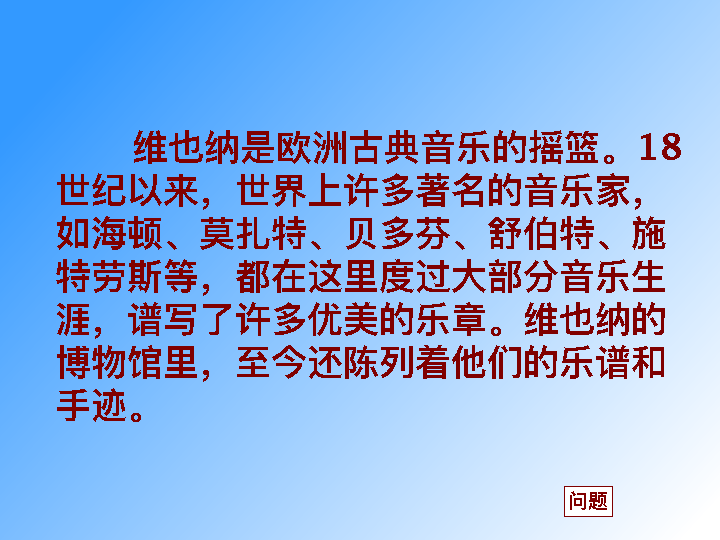 维也纳是欧洲古典音乐的摇篮。18
世纪以来，世界上许多著名的音乐家，
如海顿、莫扎特、贝多芬、舒伯特、施
特劳斯等，都在这里度过大部分音乐生
涯，谱写了许多优美的乐章。维也纳的
博物馆里，至今还陈列着他们的乐谱和
手迹。
问题